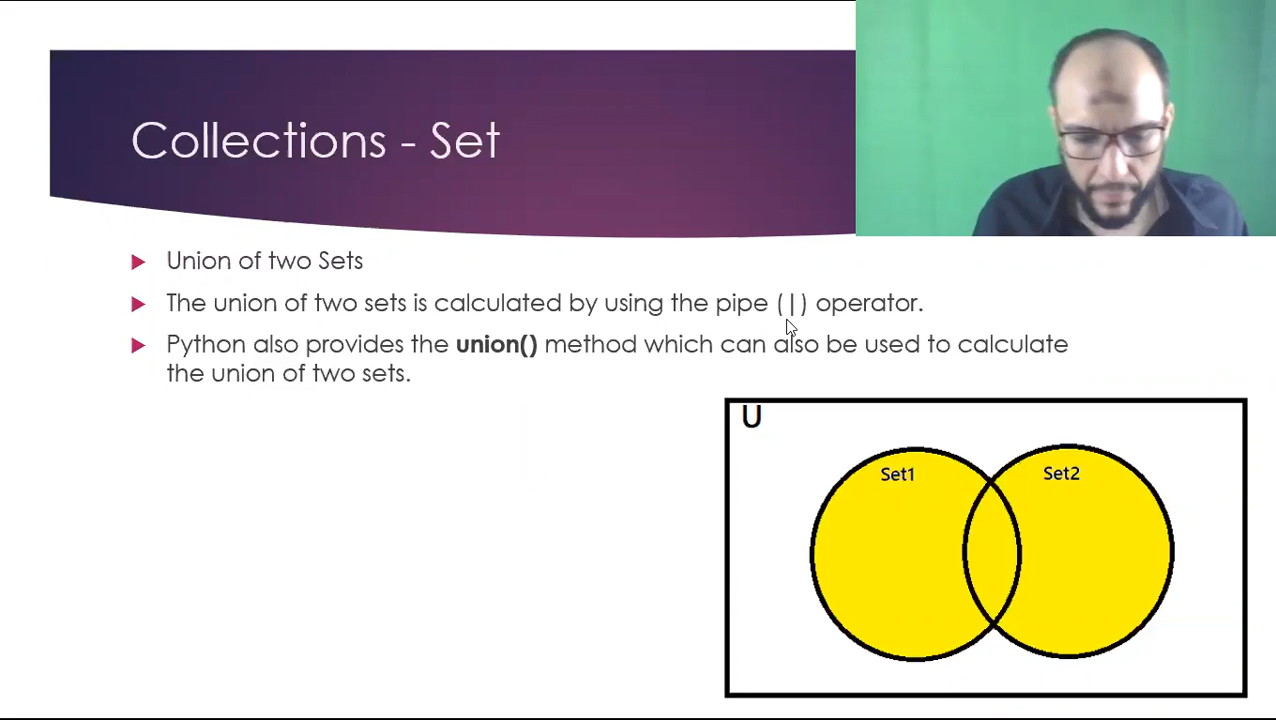 Collections - Set
Union of two Sets
The union of two sets is calculated by using the pipe (|) operator.
Python also provides the union() method which can also be used to calculate
the union of two sets.
U
Set1
Set2